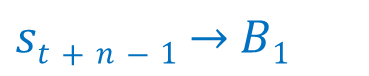 s_{t + n − 1} → B_1